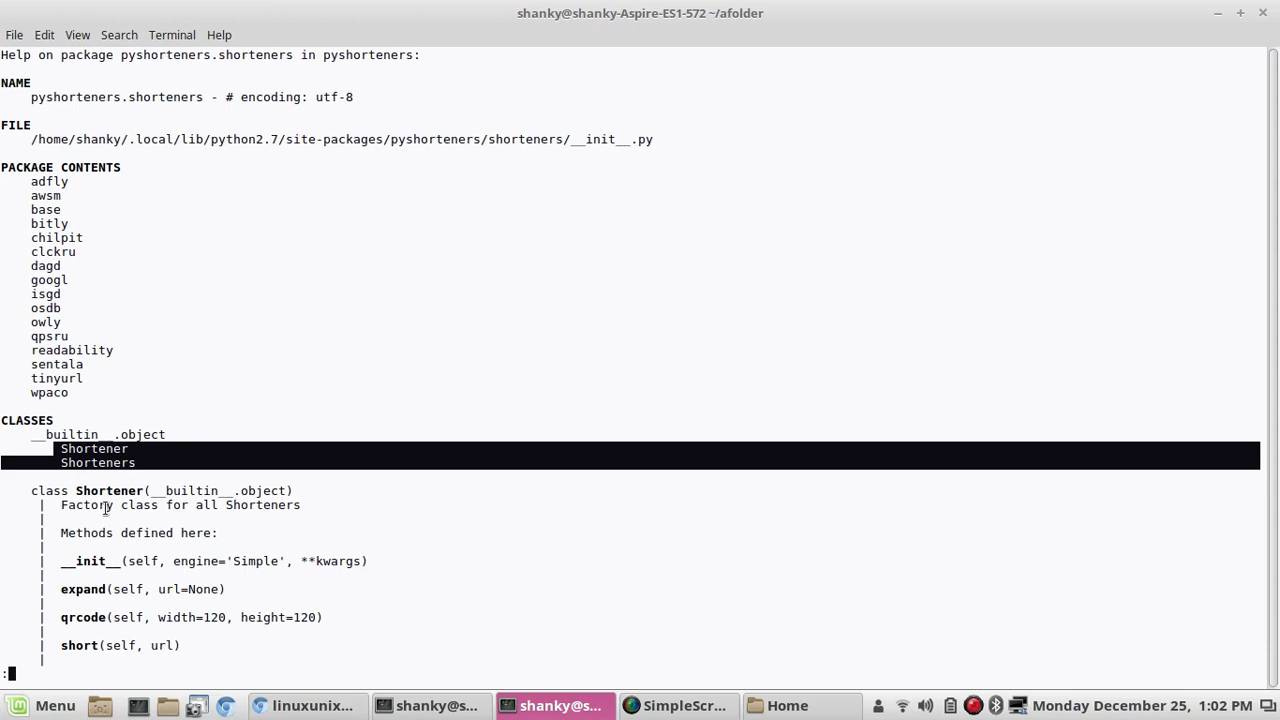 shanky@shanky-Aspire-ES1-572 ~/afolder
File Edit View Search Terminal Help
Help on package pyshorteners.shorteners in pyshorteners:
NAME
pyshorteners.shorteners - # encoding: utf-8
FILE
/home/shanky/.local/lib/python2.7/site-packages/pyshorteners/shorteners/__init__.py
PACKAGE CONTENTS
adfly
awsm
base
bitly
chilpit
clckru
dagd
googl
isgd
osdb
owly
qpsru
readability
sentala
tinyurl
wpaco
CLASSES
__builtin__.object
Shortener
Shorteners
class Shortener(__builtin__.object)
| Factory class for all Shorteners
|
| Methods defined here:
|
| __init__(self, engine='Simple', **kwargs)
|
| expand(self, url=None)
|
| qrcode(self, width=120, height=120)
|
| short(self, url)
|
:
Menu linuxunix... shanky@s... shanky@s... SimpleScr... Home Monday December 25, 1:02 PM